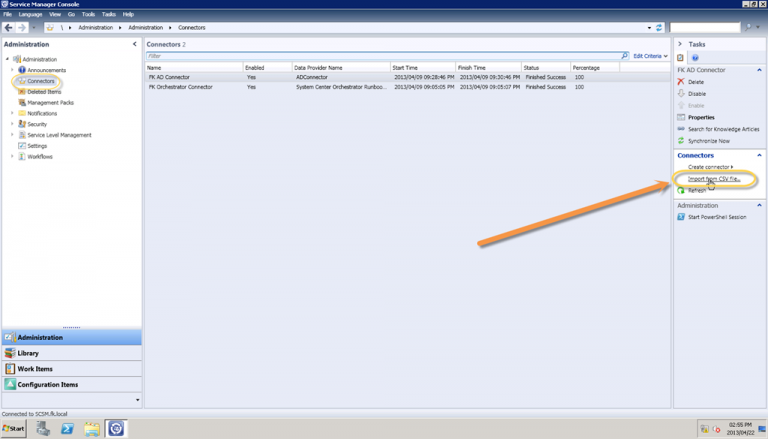 Service Manager Console
File Language View Go Tools Tasks Help
\ Administration Administration Connectors
Administration
Administration
Announcements
Connectors
Deleted Items
Management Packs
Notifications
Security
Service Level Management
Settings
Workflows
Administration
Library
Work Items
Configuration Items
Connectors 2
Filter
Edit Criteria
Name Enabled Data Provider Name Start Time Finish Time Status Percentage
FK AD Connector Yes ADConnector 2013/04/09 09:28:46 PM 2013/04/09 09:30:46 PM Finished Success 100
FK Orchestrator Connector Yes System Center Orchestrator Runboo... 2013/04/09 09:05:05 PM 2013/04/09 09:05:07 PM Finished Success 100
Tasks
FK AD Connector
Delete
Disable
Enable
Properties
Search for Knowledge Articles
Synchronize Now
Connectors
Create connector
Import from CSV file...
Refresh
Administration
Start PowerShell Session
Connected to SCSM.fk.local
Start
02:55 PM
2013/04/22